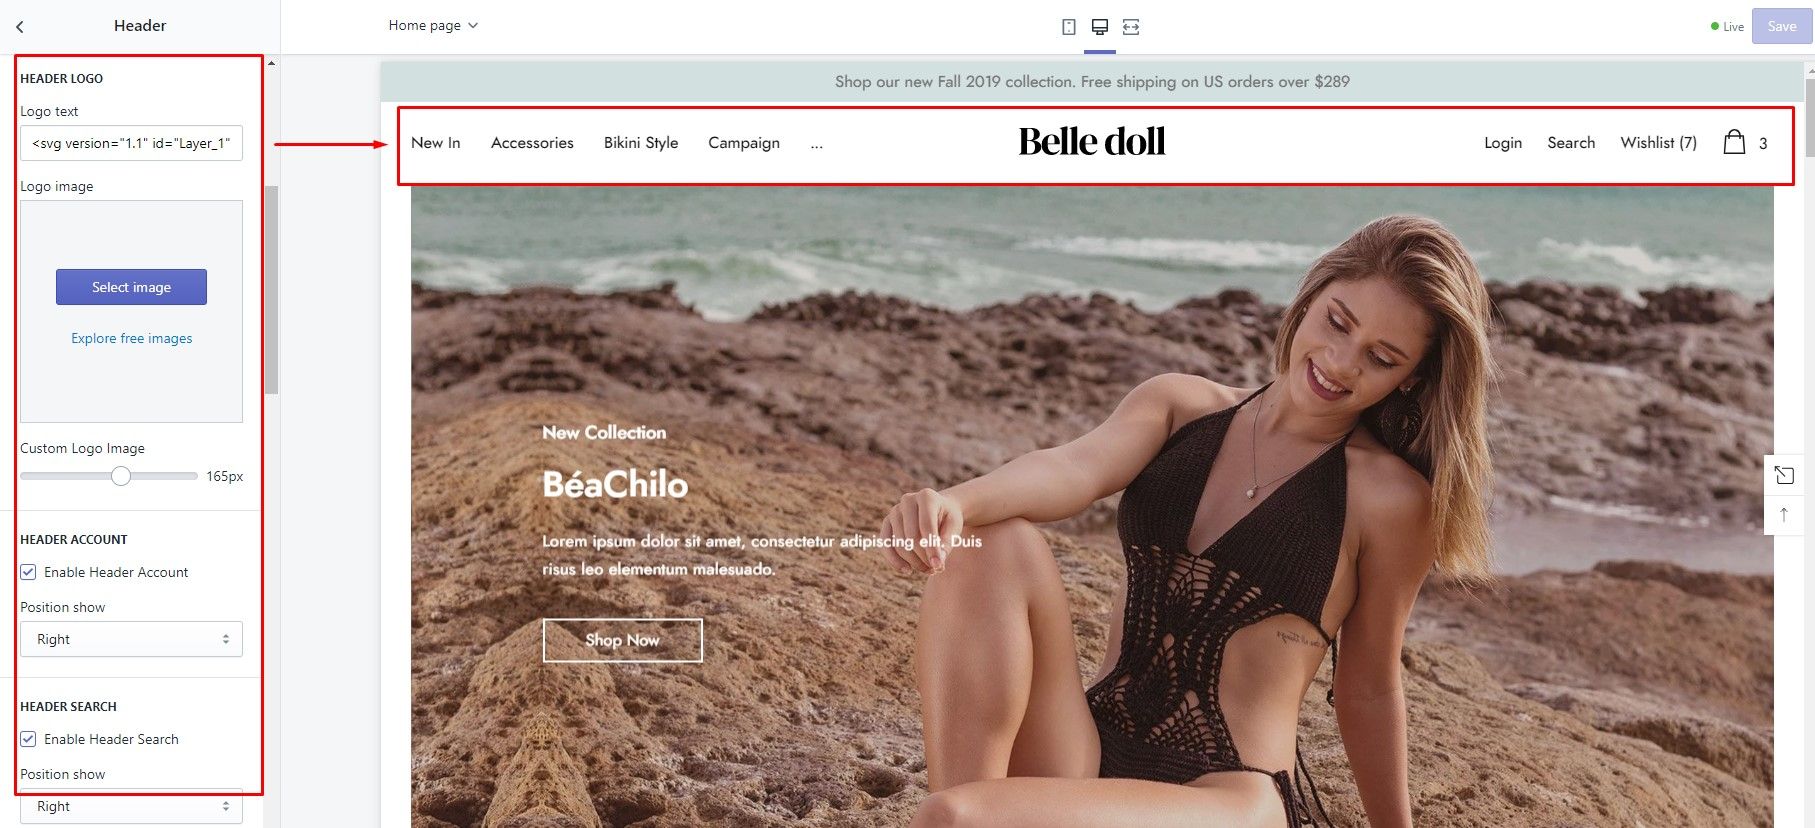 Header
Home page
Live
Save
HEADER LOGO
Logo text
<svg version="1.1" id="Layer_1"
Logo image
Select image
Explore free images
Custom Logo Image
165px
HEADER ACCOUNT
Enable Header Account
Position show
Right
HEADER SEARCH
Enable Header Search
Position show
Right
Shop our new Fall 2019 collection. Free shipping on US orders over $289
New In Accessories Bikini Style Campaign ... Belle doll Login Search Wishlist (7) 3
New Collection
BéaChilo
Lorem ipsum dolor sit amet, consectetur adipiscing elit. Duis
risus leo elementum malesuado.
Shop Now